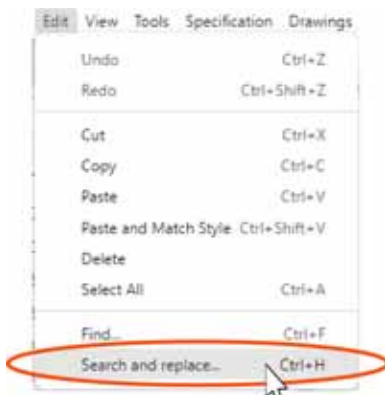 Edit View Tools Specification Drawings
Undo Ctrl+Z
Redo Ctrl+Shift+Z
Cut Ctrl+X
Copy Ctrl+C
Paste Ctrl+V
Paste and Match Style Ctrl+Shift+V
Delete
Select All Ctrl+A
Find... Ctrl+F
Search and replace... Ctrl+H